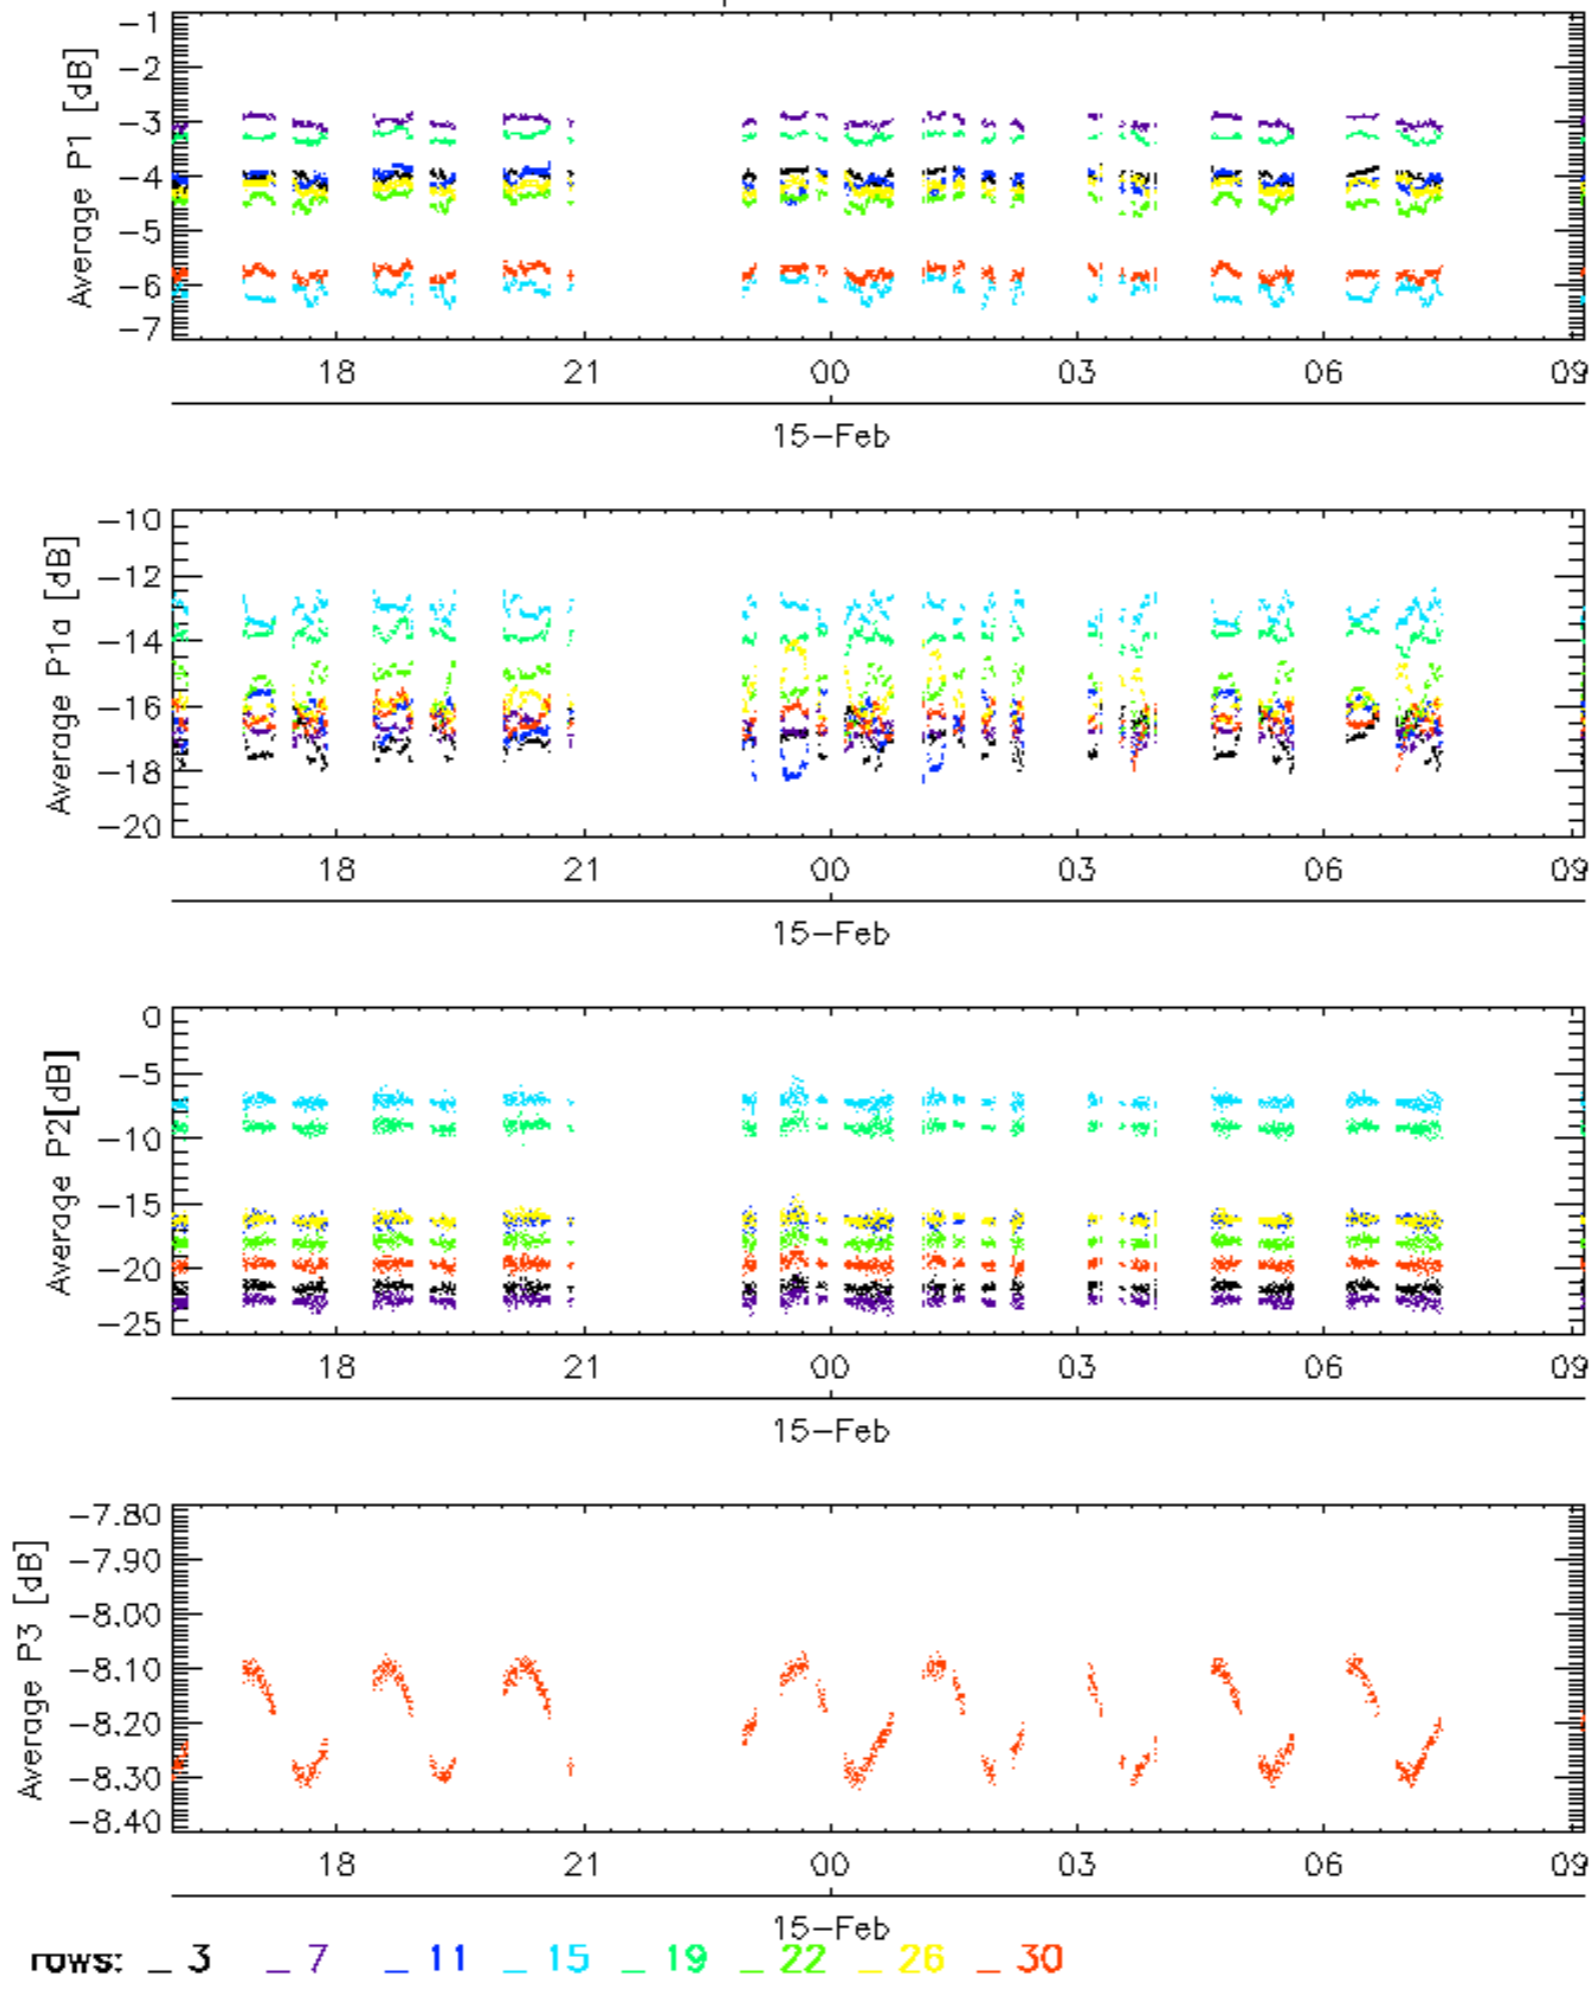 Average P1 [dB]
-1
-2
-3
-4
-5
-6
-7
18 21 00 03 06 09
15-Feb
Average P1a [dB]
-10
-12
-14
-16
-18
-20
18 21 00 03 06 09
15-Feb
Average P2[dB]
0
-5
-10
-15
-20
-25
18 21 00 03 06 09
15-Feb
Average P3 [dB]
-7.80
-7.90
-8.00
-8.10
-8.20
-8.30
-8.40
18 21 00 03 06 09
15-Feb
rows: _ 3 _ 7 _ 11 _ 15 _ 19 _ 22 _ 26 _ 30